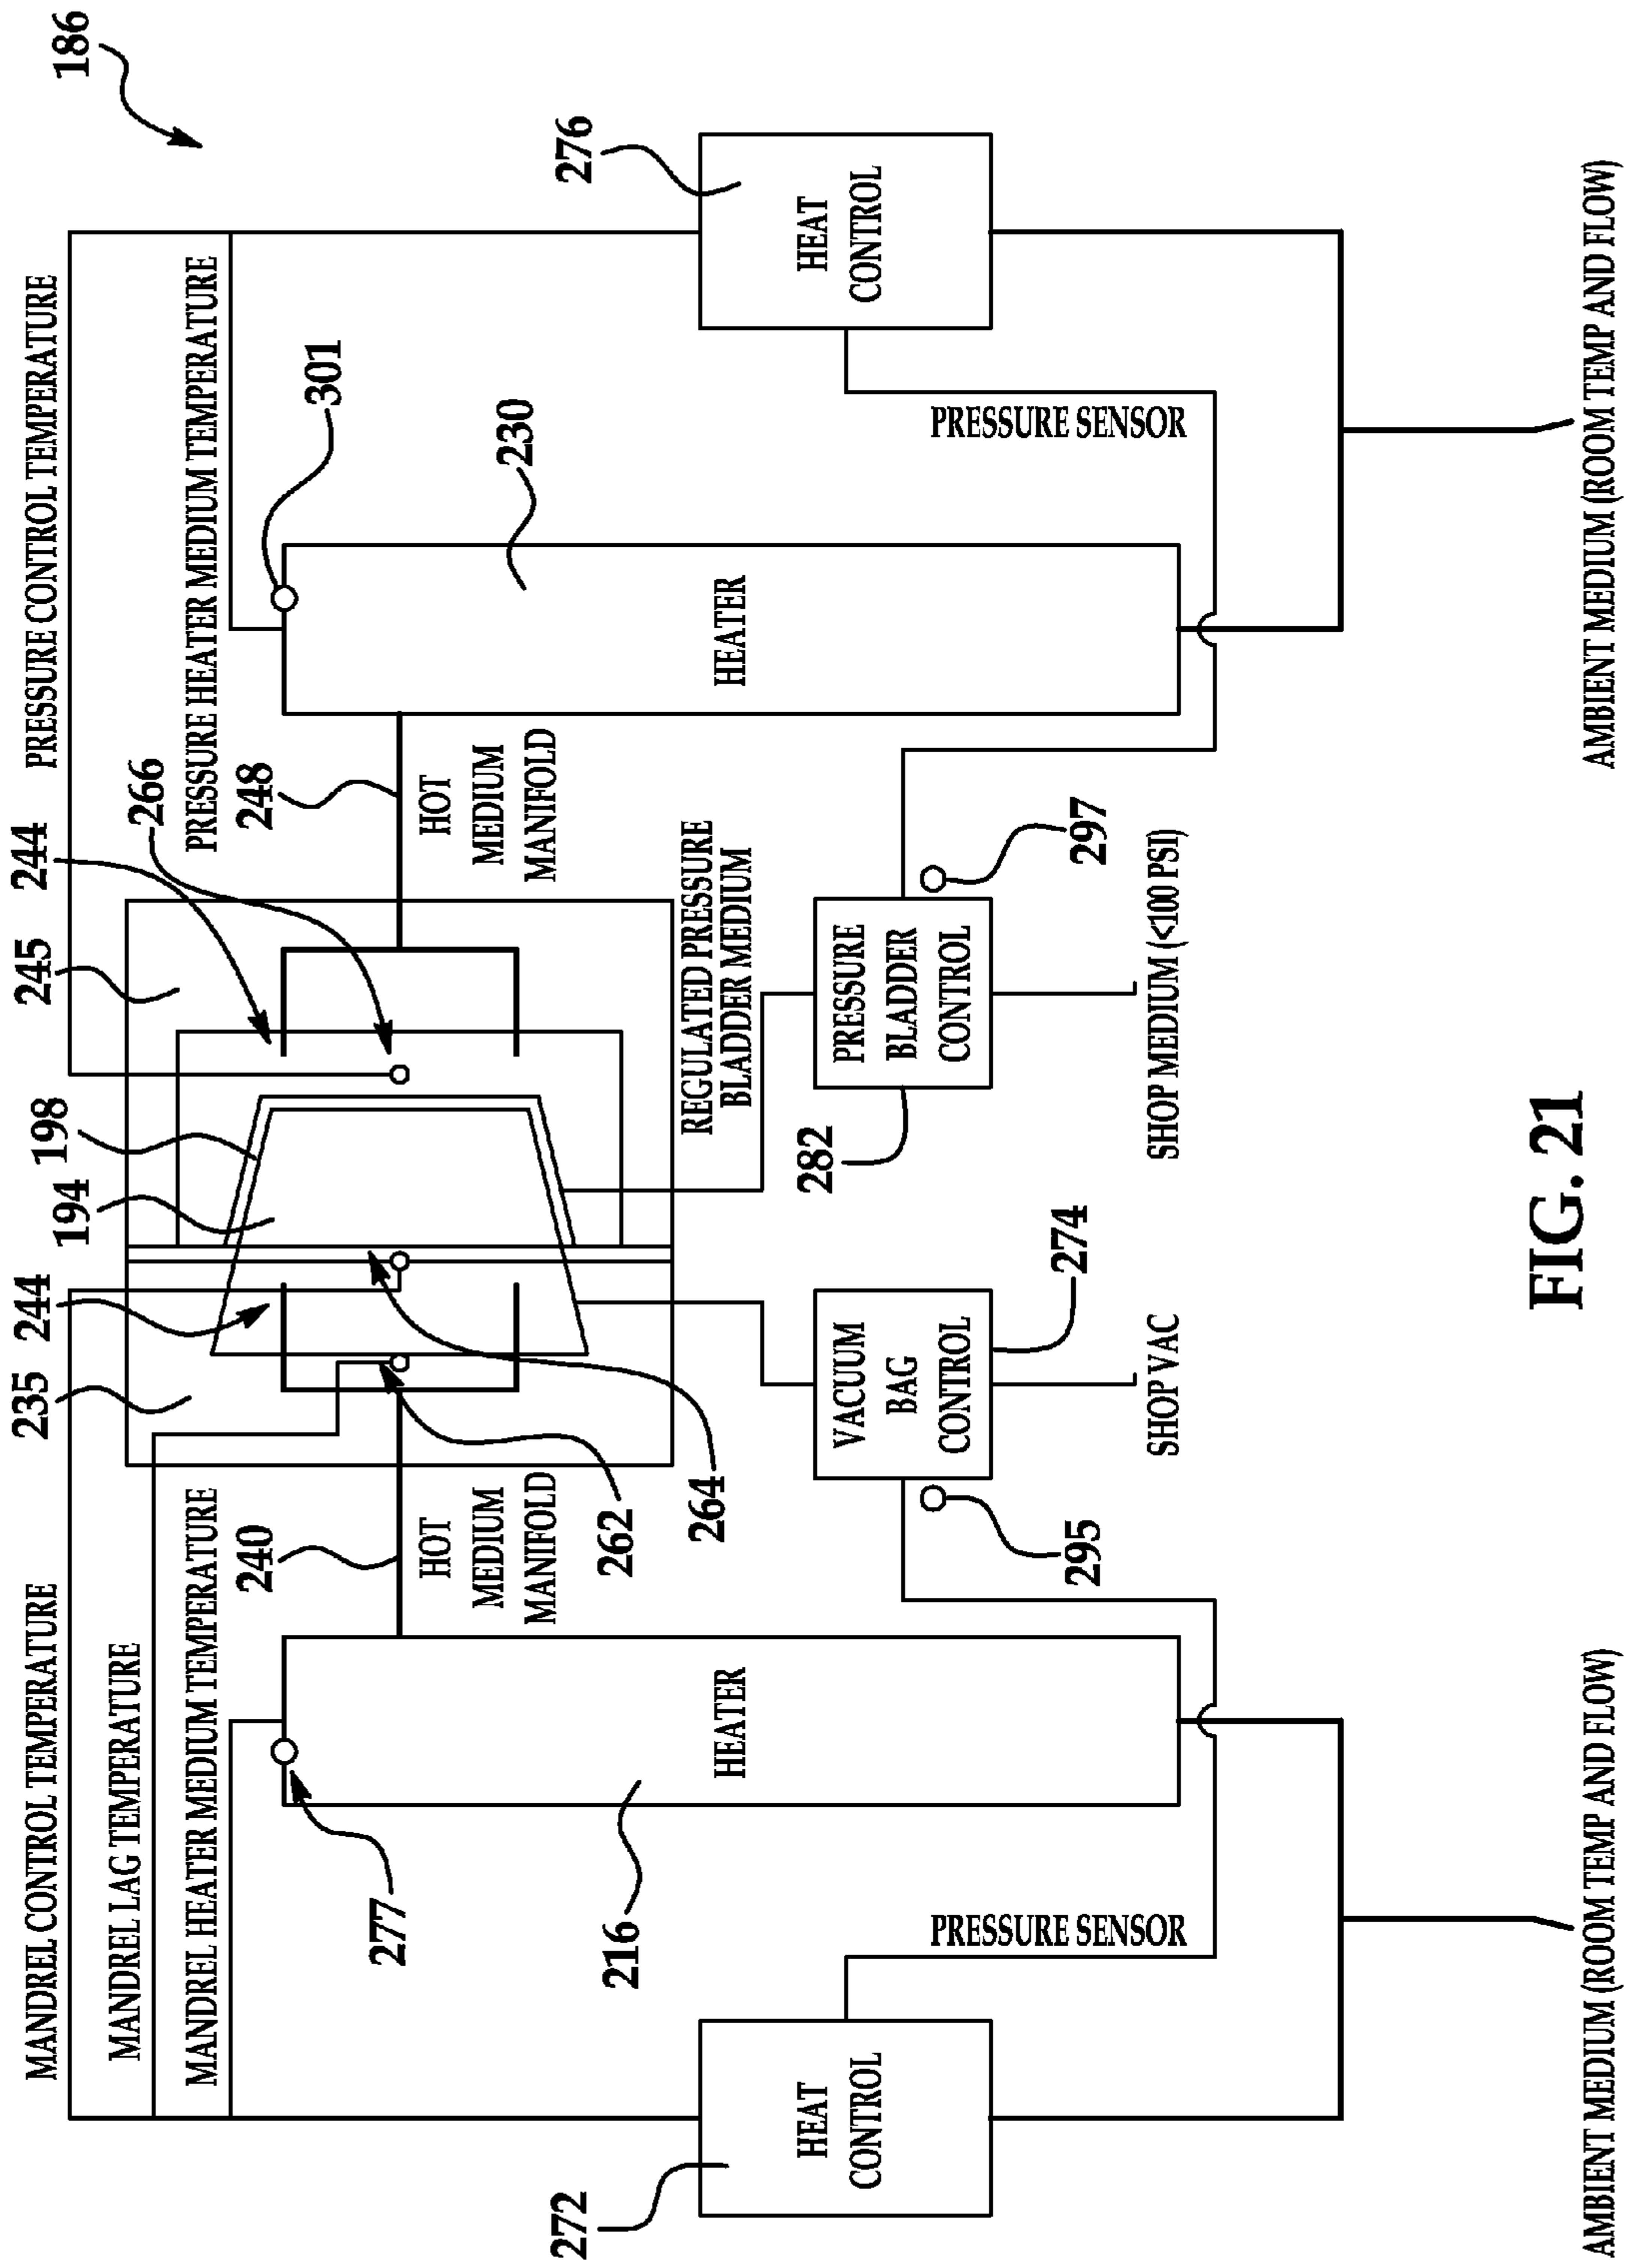 186
MANDREL CONTROL TEMPERATURE
PRESSURE CONTROL TEMPERATURE
MANDREL LAG TEMPERATURE
MANDREL HEATER MEDIUM TEMPERATURE
PRESSURE HEATER MEDIUM TEMPERATURE
235
244
194
198
245
244
266
277
240
HOT
MEDIUM
MANIFOLD
248
HOT
MEDIUM
MANIFOLD
301
216
HEATER
230
HEATER
262
264
REGULATED PRESSURE
BLADDER MEDIUM
272
HEAT
CONTROL
276
HEAT
CONTROL
VACUUM
BAG
CONTROL
274
282
PRESSURE
BLADDER
CONTROL
PRESSURE SENSOR
295
297
PRESSURE SENSOR
SHOP VAC
SHOP MEDIUM (<100 PSI)
AMBIENT MEDIUM (ROOM TEMP AND FLOW)
AMBIENT MEDIUM (ROOM TEMP AND FLOW)
FIG. 21